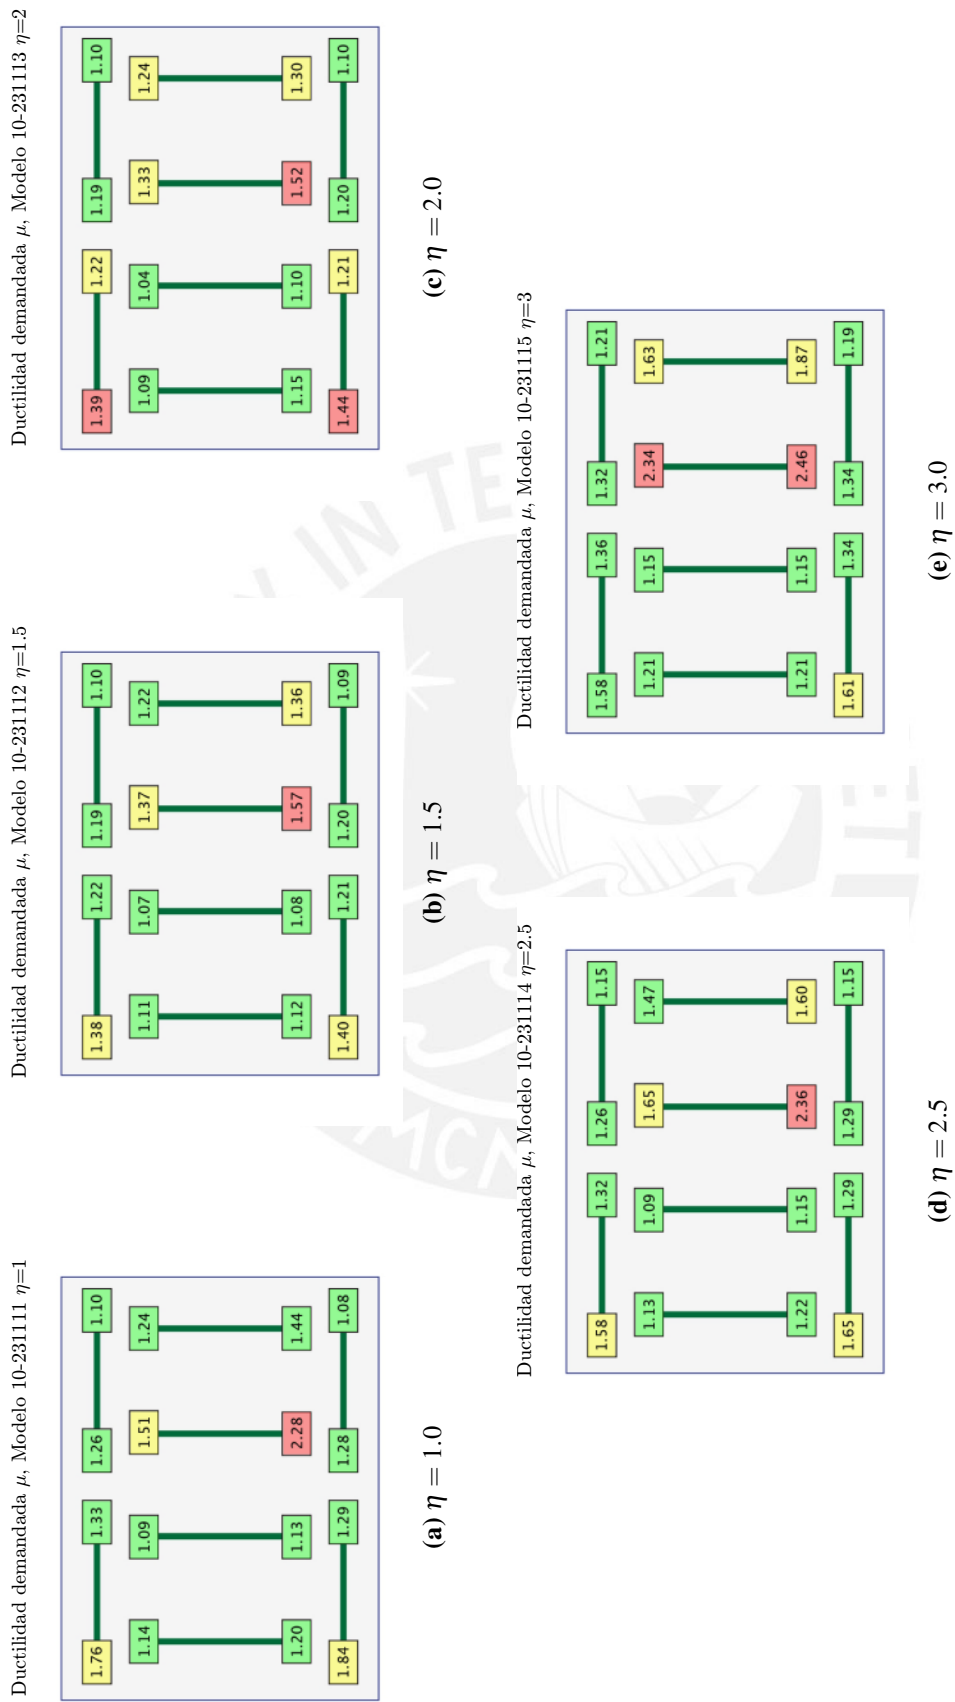 Ductilidad demandada μ, Modelo 10-231111 η=1
1.76 1.33 1.26 1.10
1.14 1.09 1.51 1.24
1.20 1.13 2.28 1.44
1.84 1.29 1.28 1.08
(a) η = 1.0
Ductilidad demandada μ, Modelo 10-231112 η=1.5
1.38 1.22 1.19 1.10
1.11 1.07 1.37 1.22
1.12 1.08 1.57 1.36
1.40 1.21 1.20 1.09
(b) η = 1.5
Ductilidad demandada μ, Modelo 10-231113 η=2
1.39 1.22 1.19 1.10
1.09 1.04 1.33 1.24
1.15 1.10 1.52 1.30
1.44 1.21 1.20 1.10
(c) η = 2.0
Ductilidad demandada μ, Modelo 10-231114 η=2.5
1.58 1.32 1.26 1.15
1.13 1.09 1.65 1.47
1.22 1.15 2.36 1.60
1.65 1.29 1.29 1.15
(d) η = 2.5
Ductilidad demandada μ, Modelo 10-231115 η=3
1.58 1.36 1.32 1.21
1.21 1.15 2.34 1.63
1.21 1.15 2.46 1.87
1.61 1.34 1.34 1.19
(e) η = 3.0